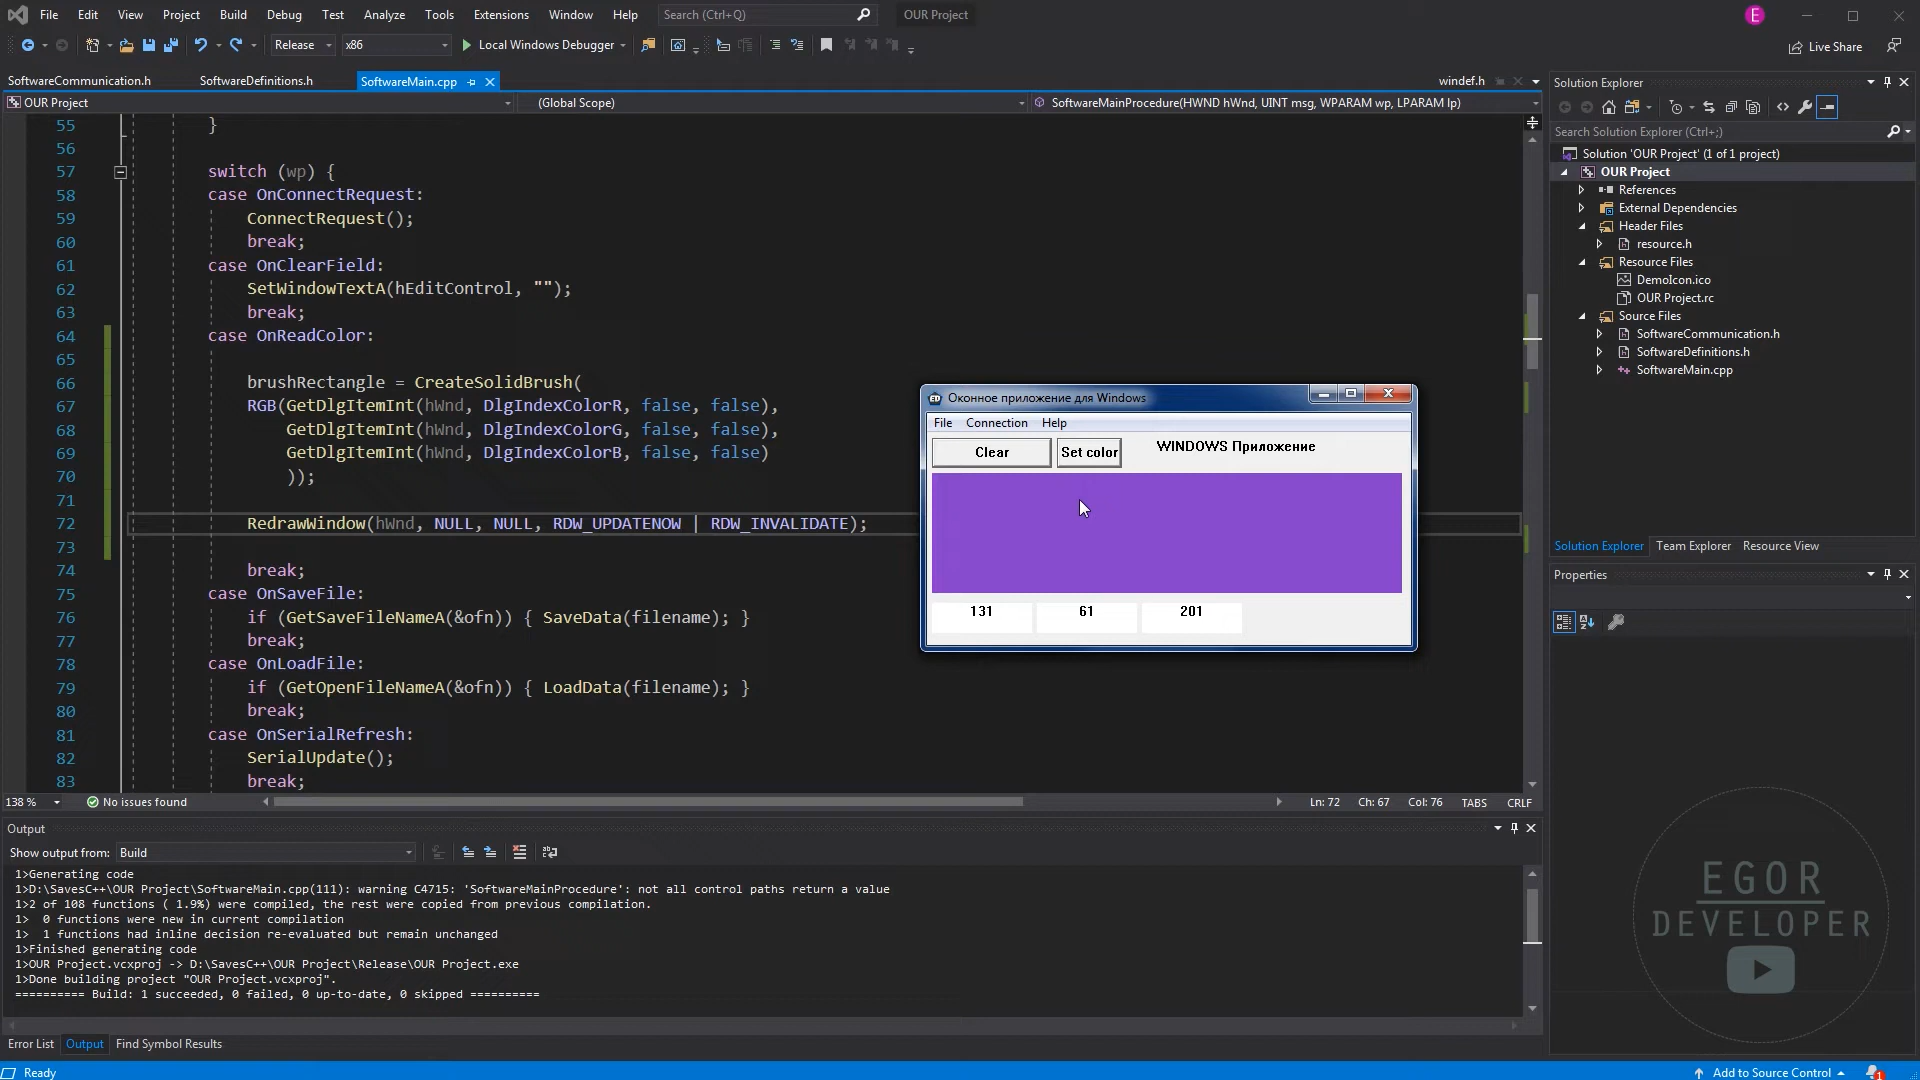 File Edit View Project Build Debug Test Analyze Tools Extensions Window Help Search (Ctrl+Q) OUR Project E
Release x86 Local Windows Debugger Live Share
SoftwareCommunication.h SoftwareDefinitions.h SoftwareMain.cpp windef.h
OUR Project (Global Scope) SoftwareMainProcedure(HWND hWnd, UINT msg, WPARAM wp, LPARAM lp)
55 }
56
57 switch (wp) {
58 case OnConnectRequest:
59 ConnectRequest();
60 break;
61 case OnClearField:
62 SetWindowTextA(hEditControl, "");
63 break;
64 case OnReadColor:
65
66 brushRectangle = CreateSolidBrush(
67 RGB(GetDlgItemInt(hWnd, DlgIndexColorR, false, false),
68 GetDlgItemInt(hWnd, DlgIndexColorG, false, false),
69 GetDlgItemInt(hWnd, DlgIndexColorB, false, false)
70 ));
71
72 RedrawWindow(hWnd, NULL, NULL, RDW_UPDATENOW | RDW_INVALIDATE);
73
74 break;
75 case OnSaveFile:
76 if (GetSaveFileNameA(&ofn)) { SaveData(filename); }
77 break;
78 case OnLoadFile:
79 if (GetOpenFileNameA(&ofn)) { LoadData(filename); }
80 break;
81 case OnSerialRefresh:
82 SerialUpdate();
83 break;
138 % No issues found Ln: 72 Ch: 67 Col: 76 TABS CRLF
Оконное приложение для Windows
File Connection Help
Clear Set color WINDOWS Приложение
131 61 201
Solution Explorer
Search Solution Explorer (Ctrl+;)
Solution 'OUR Project' (1 of 1 project)
OUR Project
References
External Dependencies
Header Files
resource.h
Resource Files
DemoIcon.ico
OUR Project.rc
Source Files
SoftwareCommunication.h
SoftwareDefinitions.h
SoftwareMain.cpp
Solution Explorer Team Explorer Resource View
Properties
Output
Show output from: Build
1>Generating code
1>D:\SavesC++\OUR Project\SoftwareMain.cpp(111): warning C4715: 'SoftwareMainProcedure': not all control paths return a value
1>2 of 108 functions ( 1.9%) were compiled, the rest were copied from previous compilation.
1> 0 functions were new in current compilation
1> 1 functions had inline decision re-evaluated but remain unchanged
1>Finished generating code
1>OUR Project.vcxproj -> D:\SavesC++\OUR Project\Release\OUR Project.exe
1>Done building project "OUR Project.vcxproj".
========== Build: 1 succeeded, 0 failed, 0 up-to-date, 0 skipped ==========
Error List Output Find Symbol Results
EGOR
DEVELOPER
Ready Add to Source Control 1